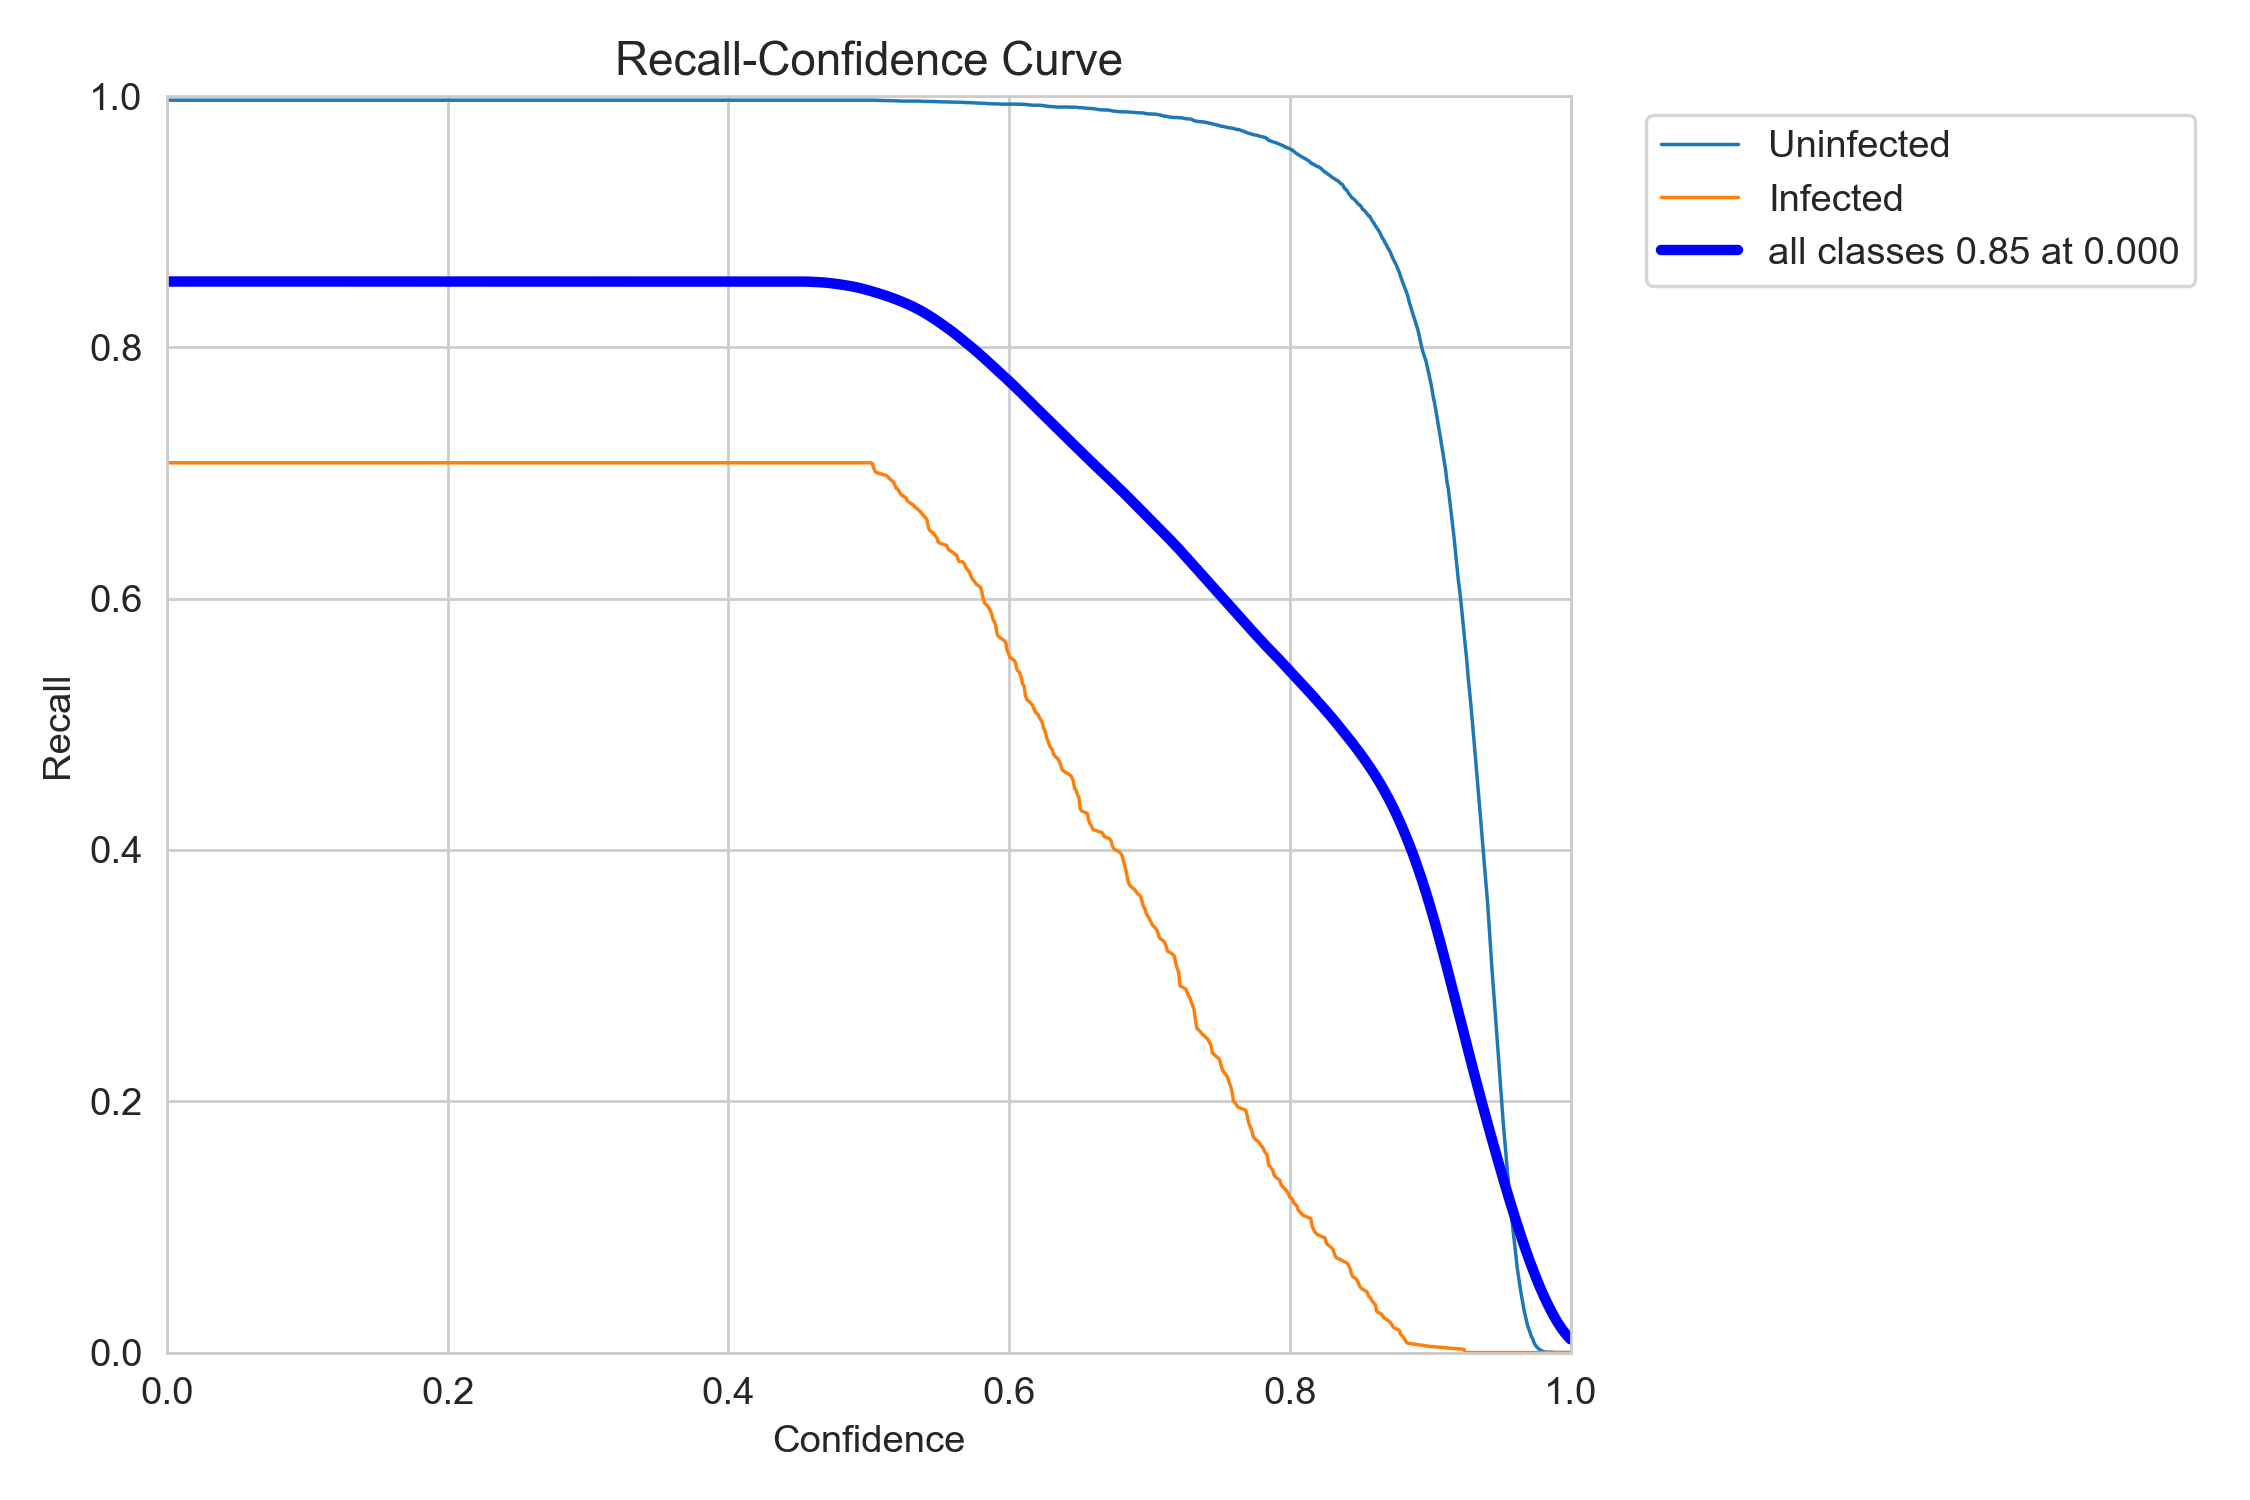 Recall-Confidence Curve
1.0
0.8
0.6
0.4
0.2
0.0
Recall
0.0 0.2 0.4 0.6 0.8 1.0
Confidence
Uninfected
Infected
all classes 0.85 at 0.000